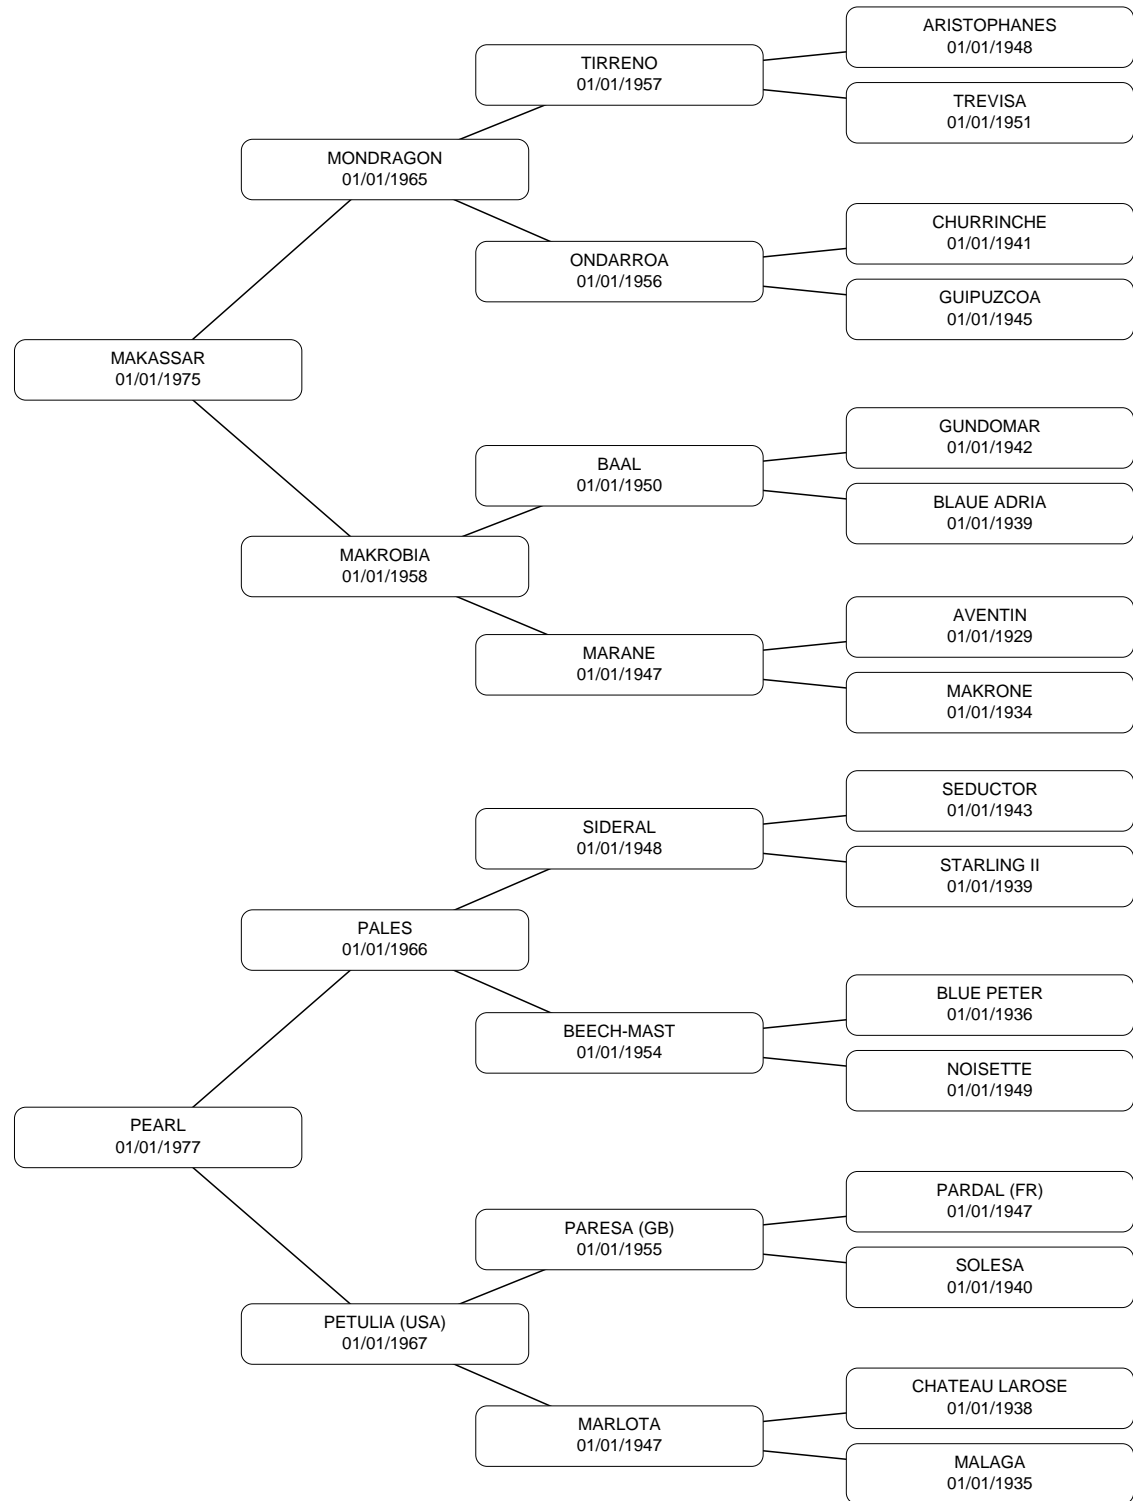 ARISTOPHANES
01/01/1948
TIRRENO
01/01/1957
TREVISA
01/01/1951
MONDRAGON
01/01/1965
CHURRINCHE
01/01/1941
ONDARROA
01/01/1956
GUIPUZCOA
01/01/1945
MAKASSAR
01/01/1975
GUNDOMAR
01/01/1942
BAAL
01/01/1950
BLAUE ADRIA
01/01/1939
MAKROBIA
01/01/1958
AVENTIN
01/01/1929
MARANE
01/01/1947
MAKRONE
01/01/1934
SEDUCTOR
01/01/1943
SIDERAL
01/01/1948
STARLING II
01/01/1939
PALES
01/01/1966
BLUE PETER
01/01/1936
BEECH-MAST
01/01/1954
NOISETTE
01/01/1949
PEARL
01/01/1977
PARDAL (FR)
01/01/1947
PARESA (GB)
01/01/1955
SOLESA
01/01/1940
PETULIA (USA)
01/01/1967
CHATEAU LAROSE
01/01/1938
MARLOTA
01/01/1947
MALAGA
01/01/1935